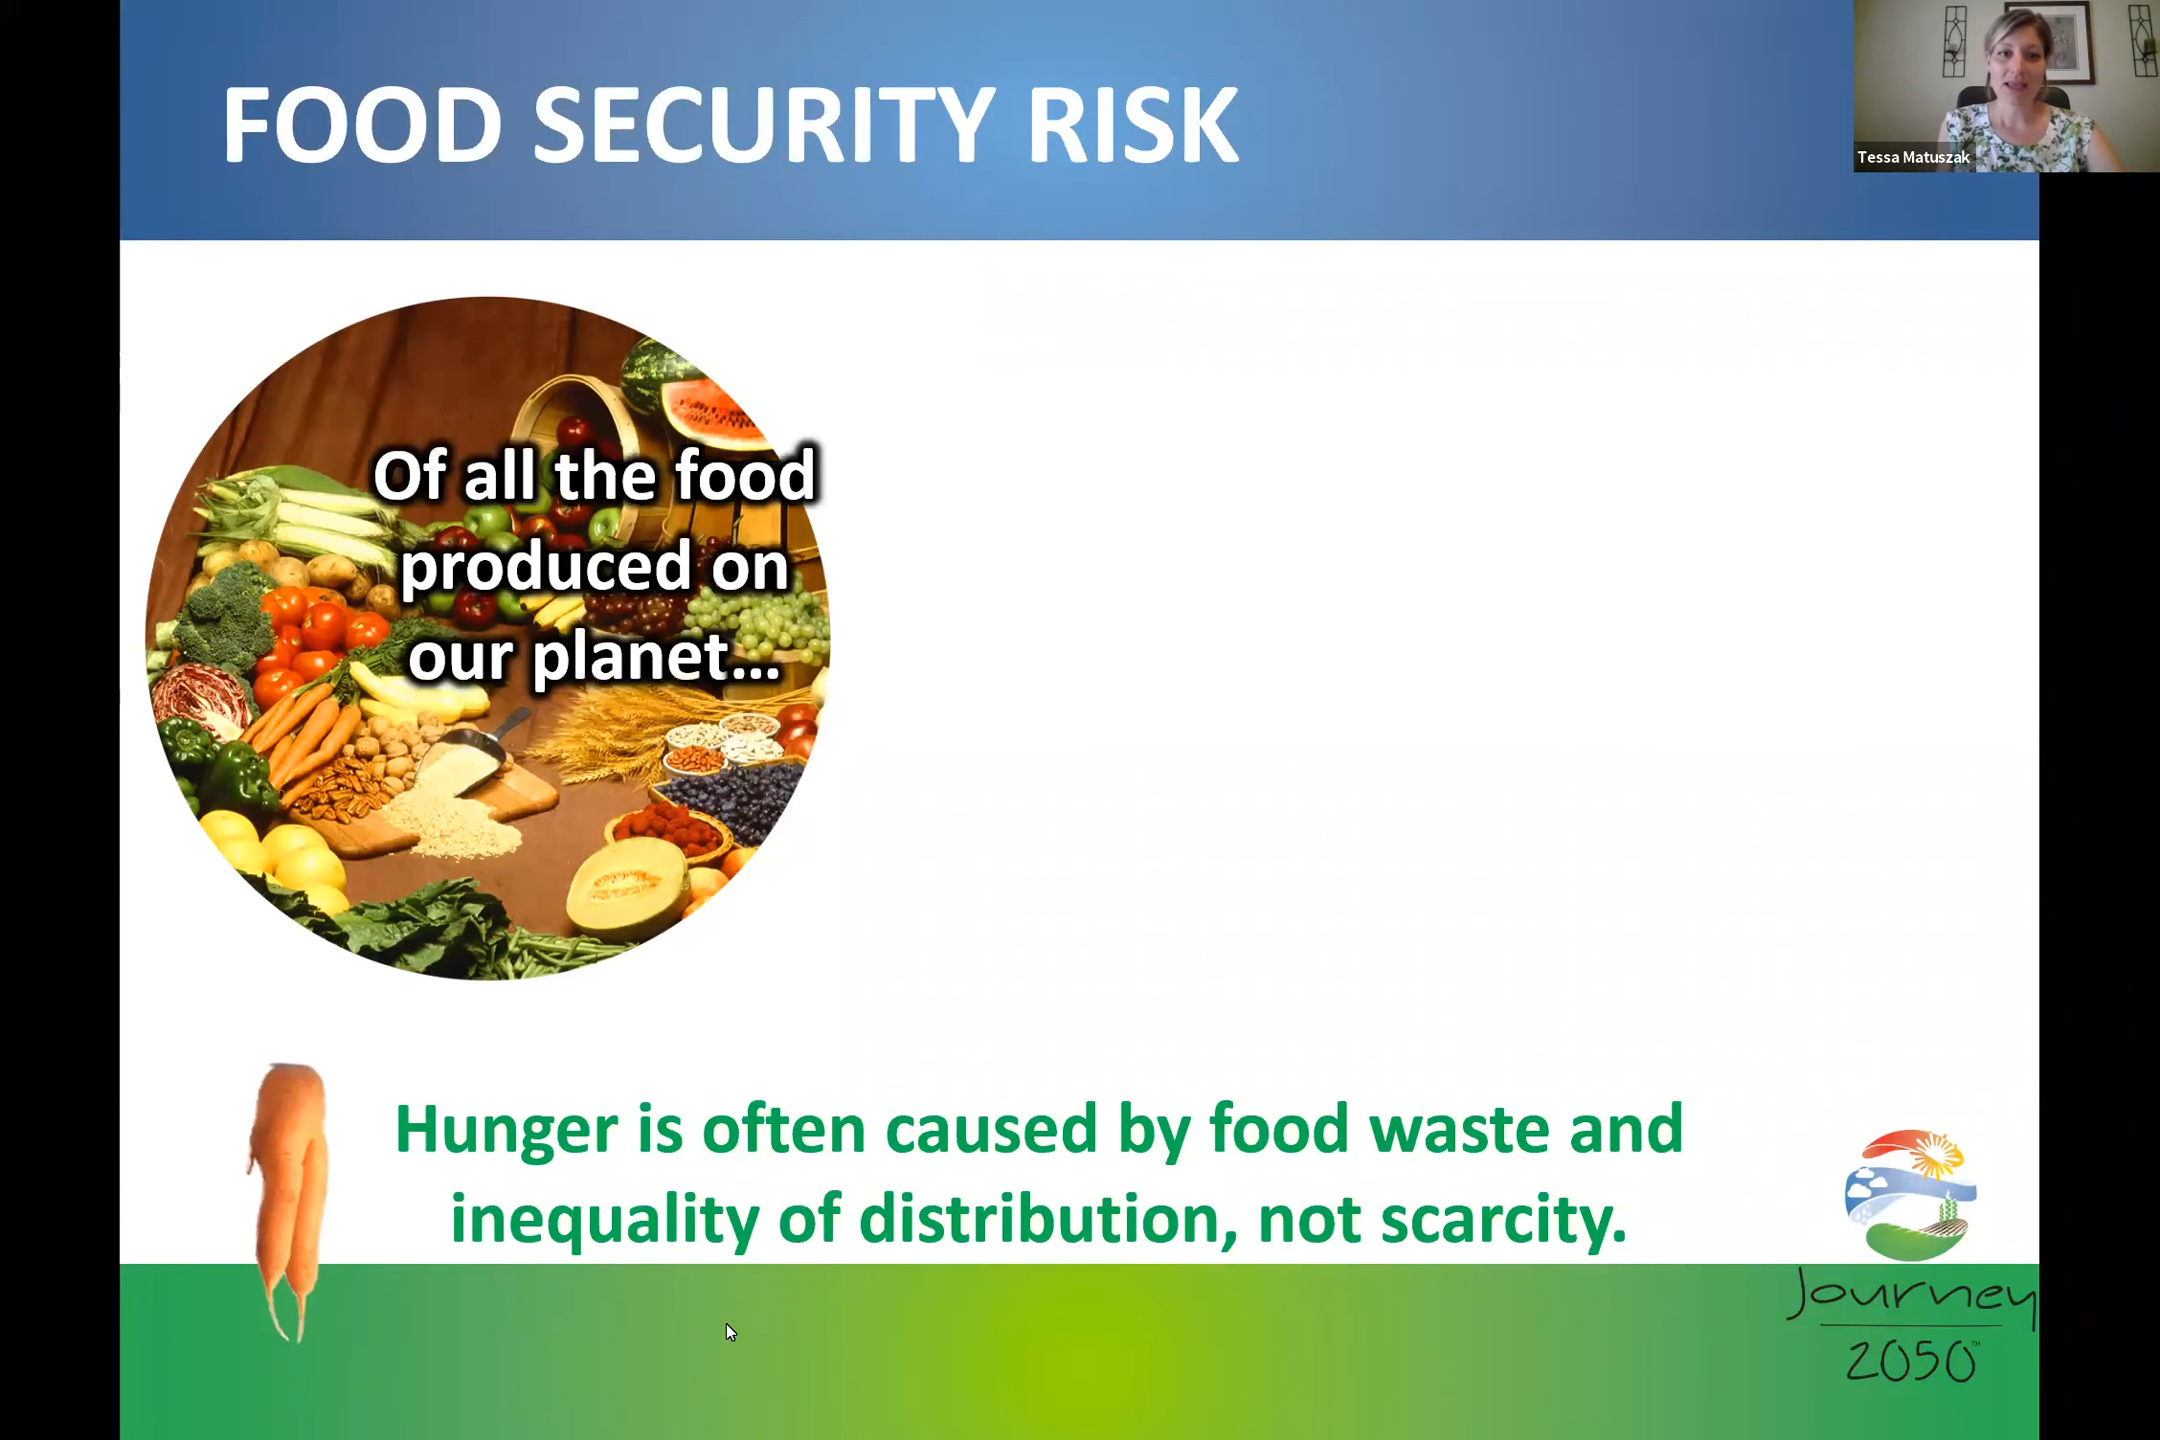 FOOD SECURITY RISK
Tessa Matuszak
Of all the food
produced on
our planet...
Hunger is often caused by food waste and
inequality of distribution, not scarcity.
Journey
2050™